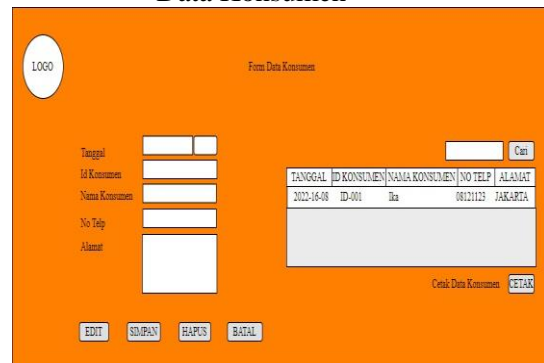 Data Konsumen
LOGO
Form Data Konsumen
Tanggal
Id Konsumen
Nama Konsumen
No Telp
Alamat
Cari
TANGGAL ID KONSUMEN NAMA KONSUMEN NO TELP ALAMAT
2022-16-08 ID-001 Ika 08121123 JAKARTA
Cetak Data Konsumen CETAK
EDIT SIMPAN HAPUS BATAL